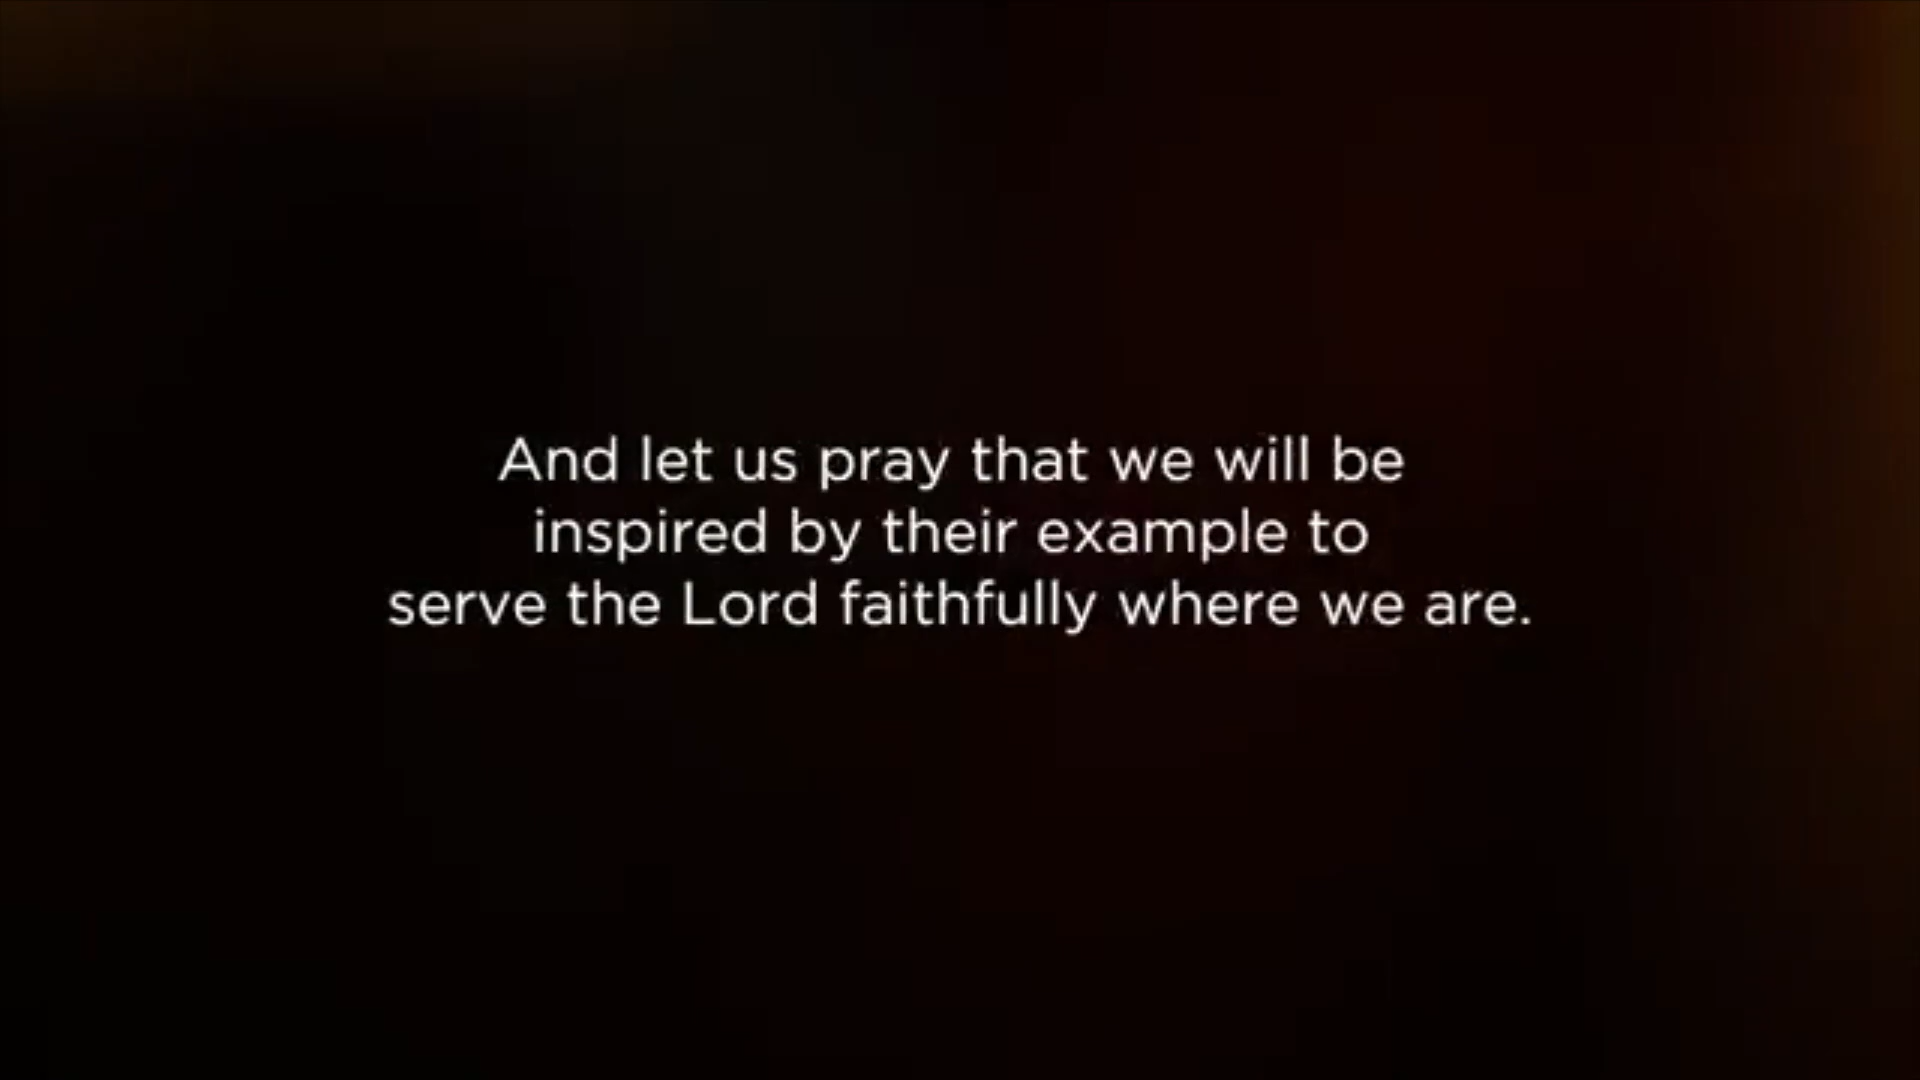 And let us pray that we will be
inspired by their example to
serve the Lord faithfully where we are.